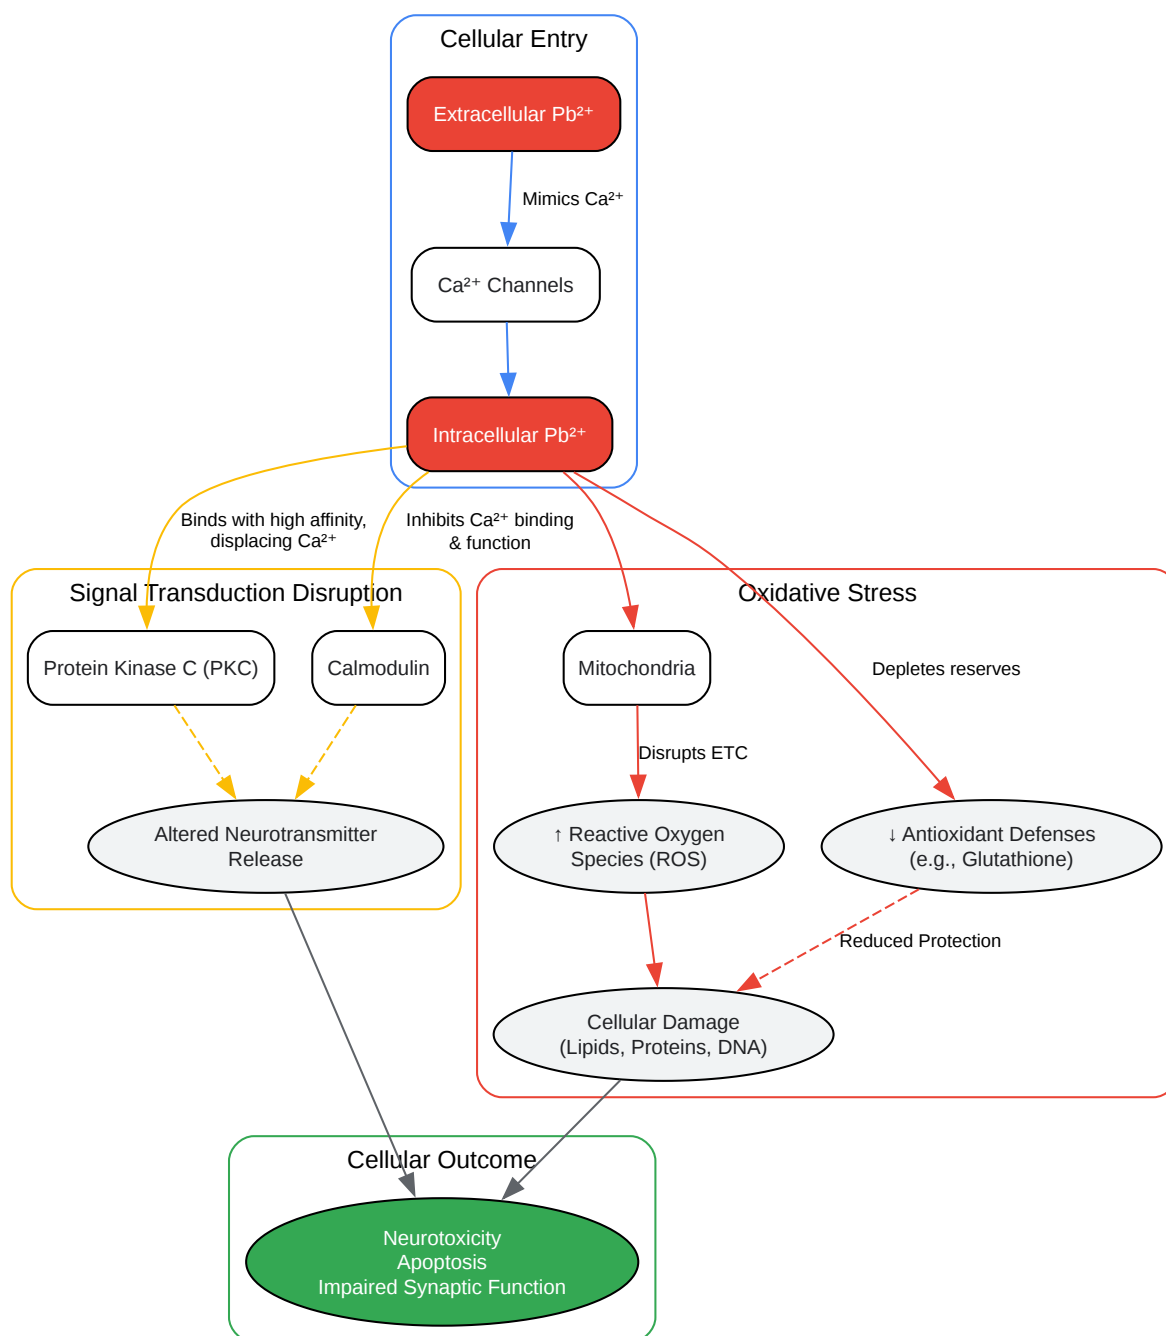 Cellular Entry
Extracellular Pb²⁺
Mimics Ca²⁺
Ca²⁺ Channels
Intracellular Pb²⁺
Binds with high affinity,
displacing Ca²⁺
Inhibits Ca²⁺ binding
& function
Signal Transduction Disruption
Oxidative Stress
Protein Kinase C (PKC)
Calmodulin
Mitochondria
Depletes reserves
Disrupts ETC
Altered Neurotransmitter
Release
↑ Reactive Oxygen
Species (ROS)
↓ Antioxidant Defenses
(e.g., Glutathione)
Reduced Protection
Cellular Damage
(Lipids, Proteins, DNA)
Cellular Outcome
Neurotoxicity
Apoptosis
Impaired Synaptic Function